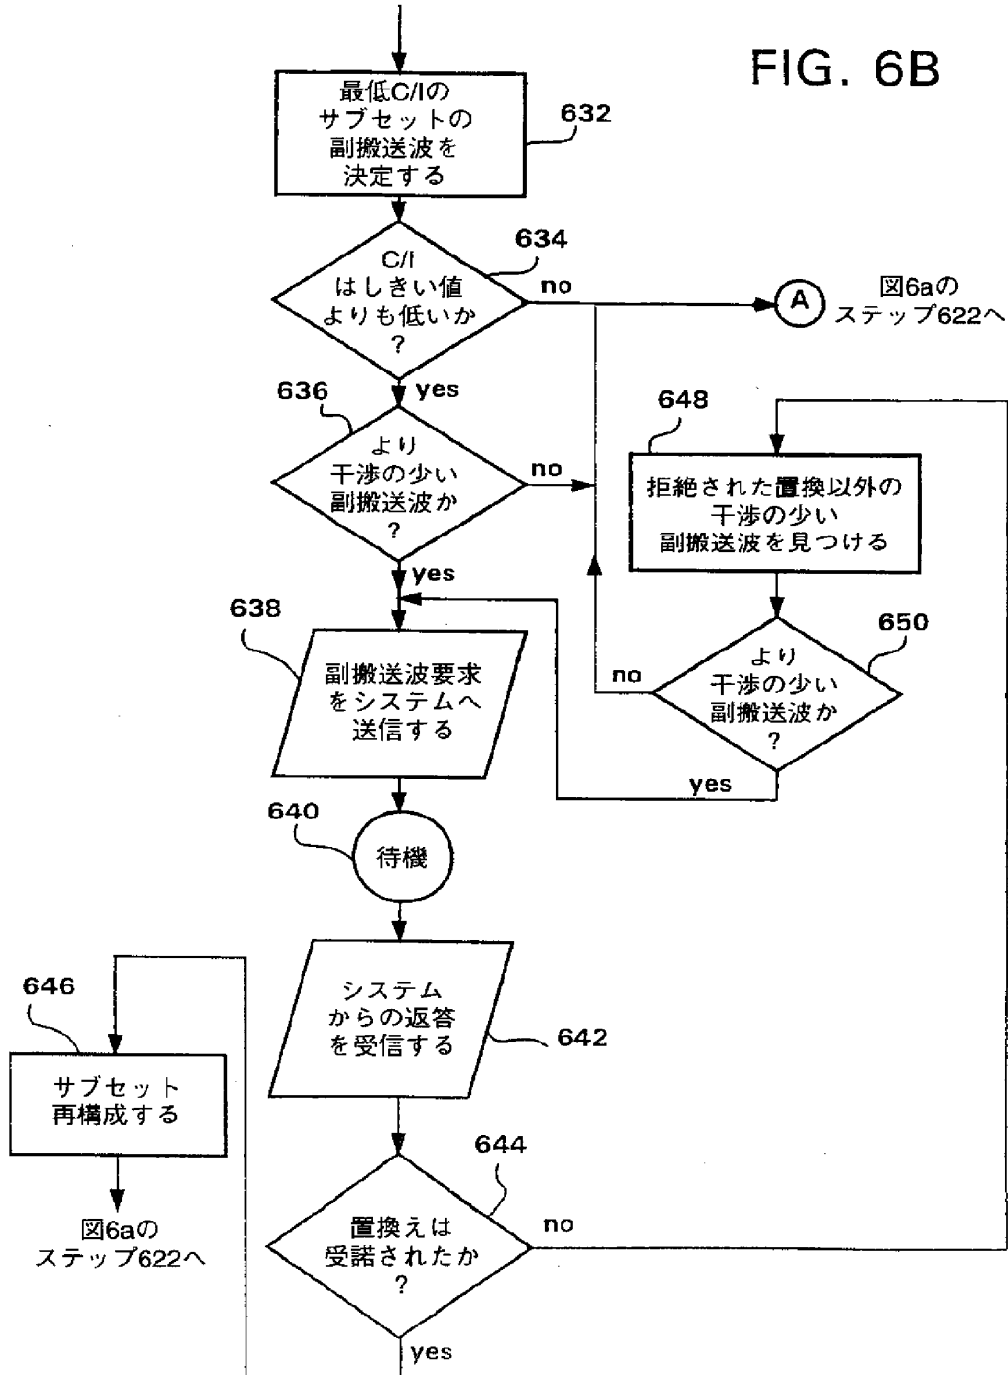 FIG. 6B
最低C/Iの
サブセットの
副搬送波を
決定する
632
634
C/I
はしきい値
よりも低いか
?
no
A
図6aの
ステップ622へ
yes
636
より
干渉の少い
副搬送波か
?
no
yes
648
拒絶された置換以外の
干渉の少い
副搬送波を見つける
650
より
干渉の少い
副搬送波か
?
no
yes
638
副搬送波要求
をシステムへ
送信する
640
待機
システム
からの返答
を受信する
642
646
サブセット
再構成する
図6aの
ステップ622へ
644
置換えは
受諾されたか
?
no
yes